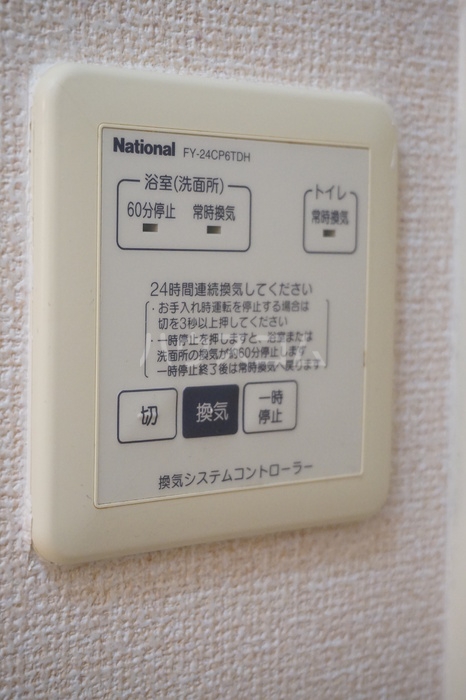 National FY-24CP6TDH
浴室(洗面所)
トイレ
60分停止 常時換気
常時換気
24時間連続換気してください
・お手入れ時運転を停止する場合は
切を3秒以上押してください
・一時停止を押しますと、浴室または
洗面所の換気が約60分停止します
一時停止終了後は常時換気へ戻ります
切
換気
一時
停止
換気システムコントローラー